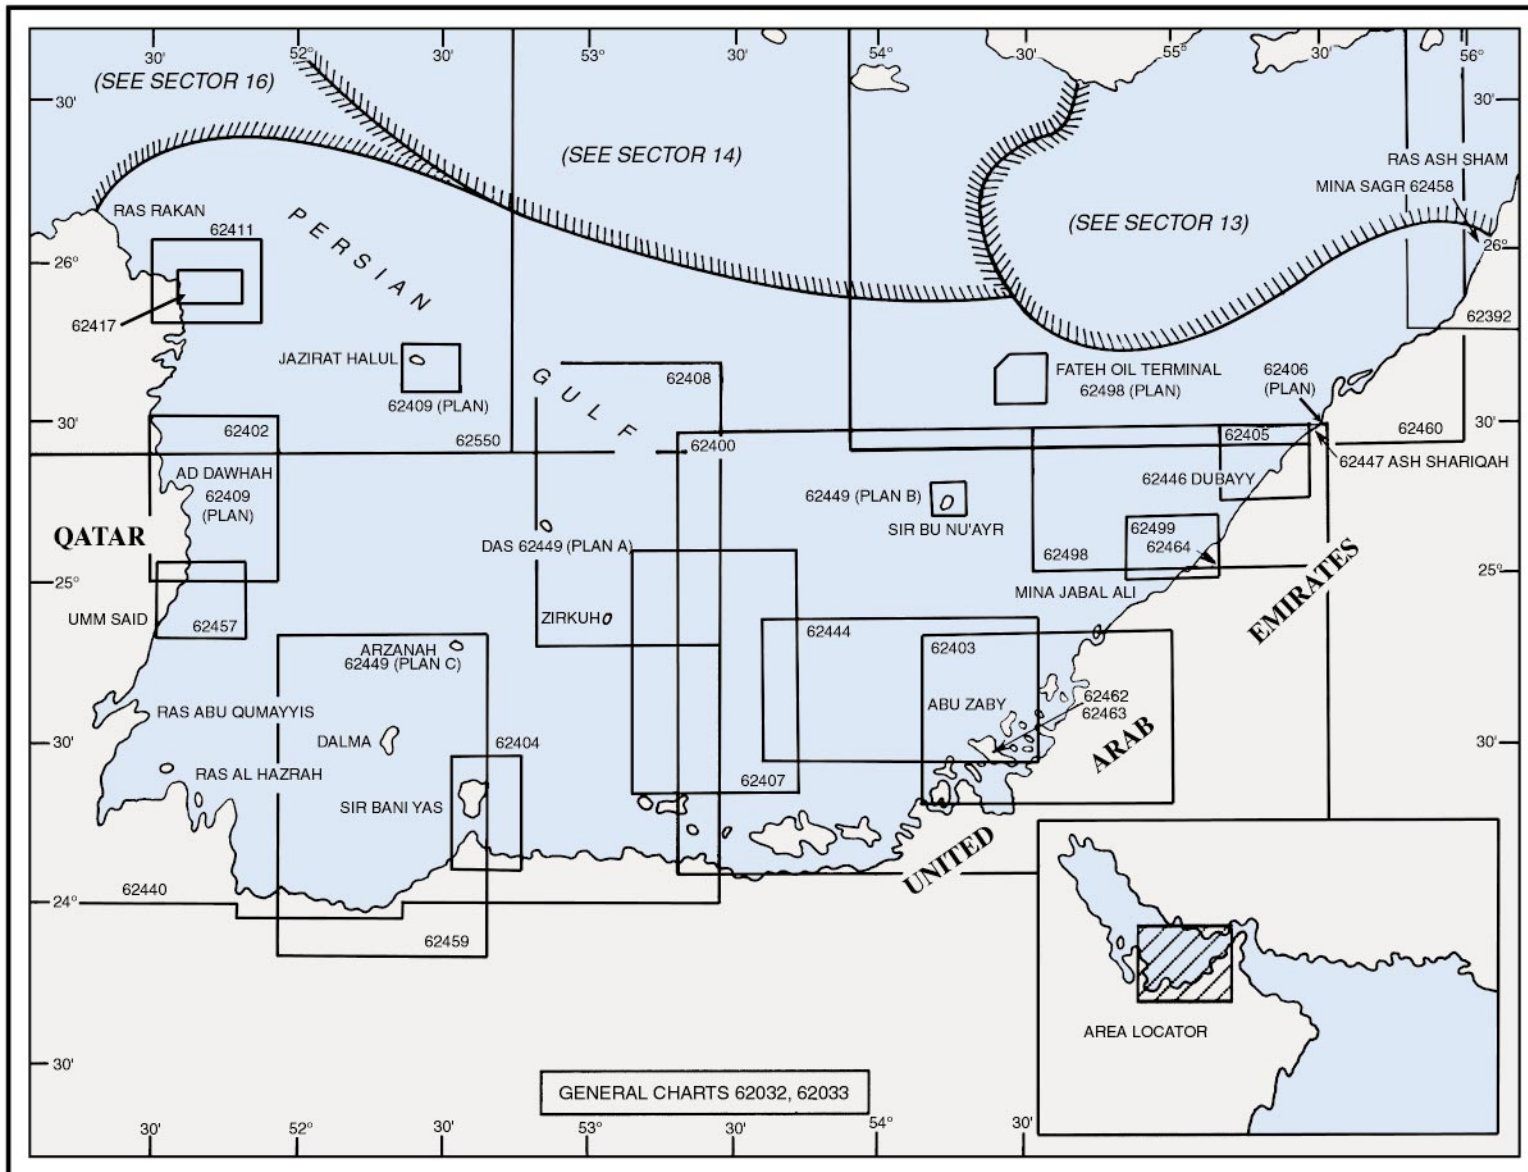 30' 52° 30' 53° 30' 54° 30' 55° 30' 56°
(SEE SECTOR 16)
30'
30'
(SEE SECTOR 14)
RAS ASH SHAM
MINA SAGR 62458
(SEE SECTOR 13)
RAS RAKAN
62411
PERSIAN
26°
26°
62417
62392
JAZIRAT HALUL
62409 (PLAN)
GULF
62408
FATEH OIL TERMINAL
62498 (PLAN)
62406
(PLAN)
30'
30'
62402
62550
62400
62405
62460
AD DAWHAH
62409
(PLAN)
62447 ASH SHARIQAH
62446 DUBAYY
62449 (PLAN B)
SIR BU NU'AYR
QATAR
DAS 62449 (PLAN A)
62499
62464
62498
25°
25°
MINA JABAL ALI
EMIRATES
UMM SAID
62457
ZIRKUH
62444
62403
ARZANAH
62449 (PLAN C)
ABU ZABY
62462
62463
RAS ABU QUMAYYIS
DALMA
62404
ARAB
30'
30'
RAS AL HAZRAH
62407
SIR BANI YAS
UNITED
62440
24°
62459
AREA LOCATOR
30'
GENERAL CHARTS 62032, 62033
30' 52° 30' 53° 30' 54° 30'